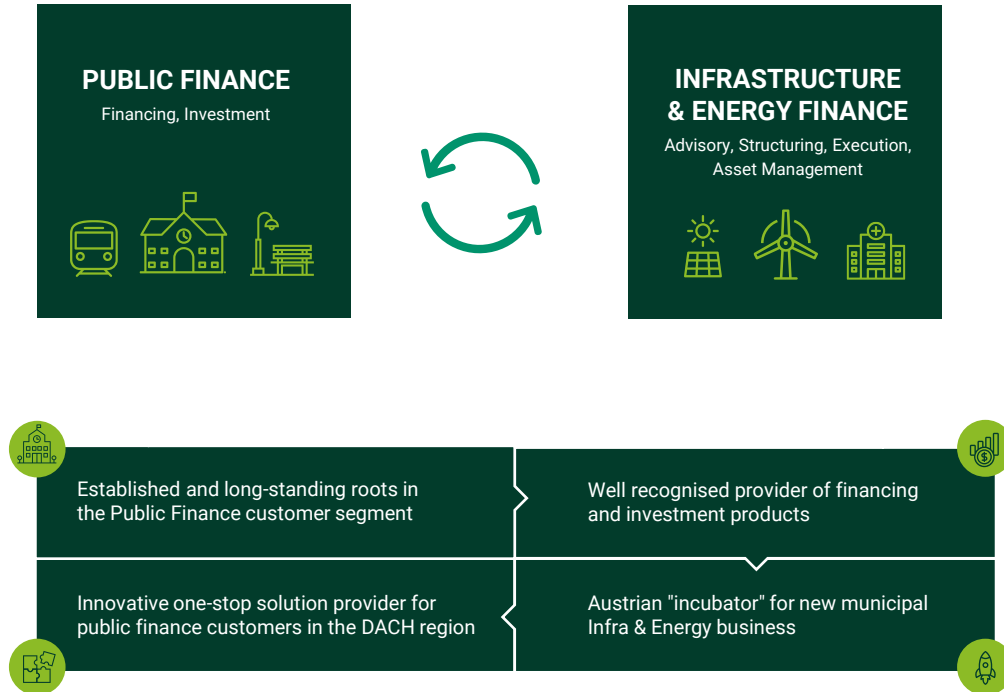 PUBLIC FINANCE
Financing, Investment
INFRASTRUCTURE
& ENERGY FINANCE
Advisory, Structuring, Execution,
Asset Management
Established and long-standing roots in
the Public Finance customer segment
Well recognised provider of financing
and investment products
Innovative one-stop solution provider for
public finance customers in the DACH region
Austrian "incubator" for new municipal
Infra & Energy business